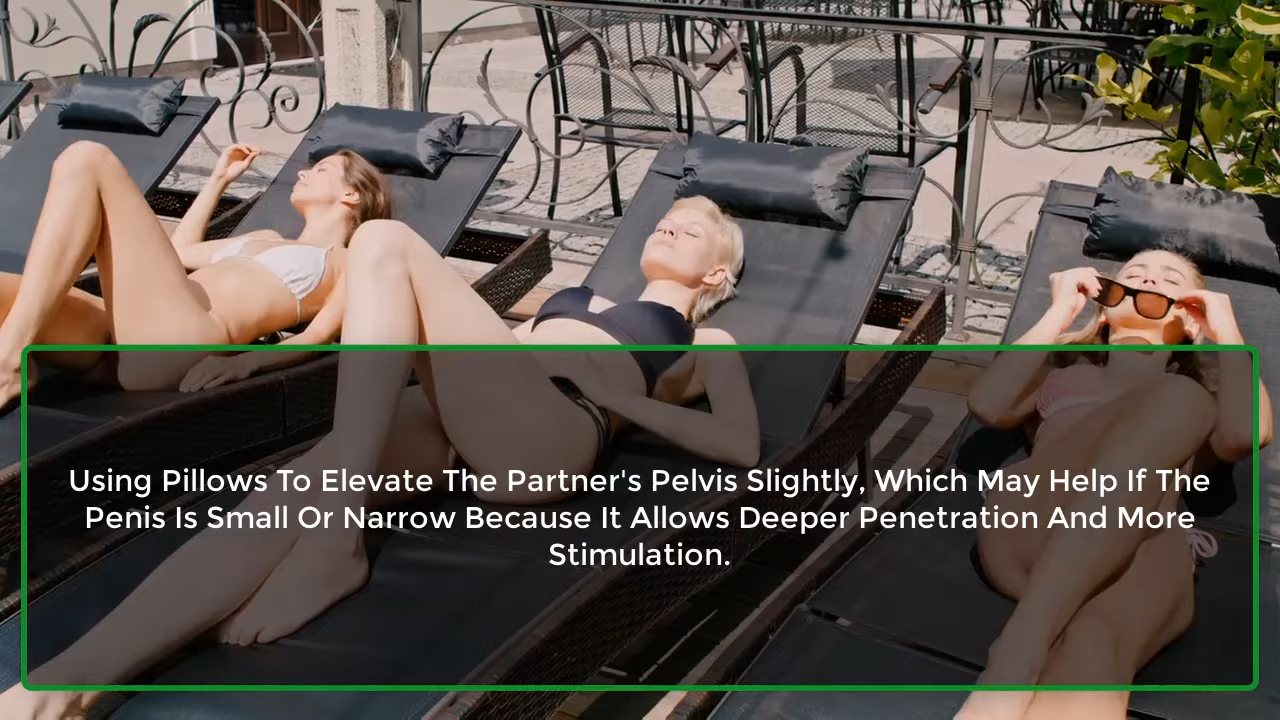 Using Pillows To Elevate The Partner's Pelvis Slightly, Which May Help If The
Penis Is Small Or Narrow Because It Allows Deeper Penetration And More
Stimulation.